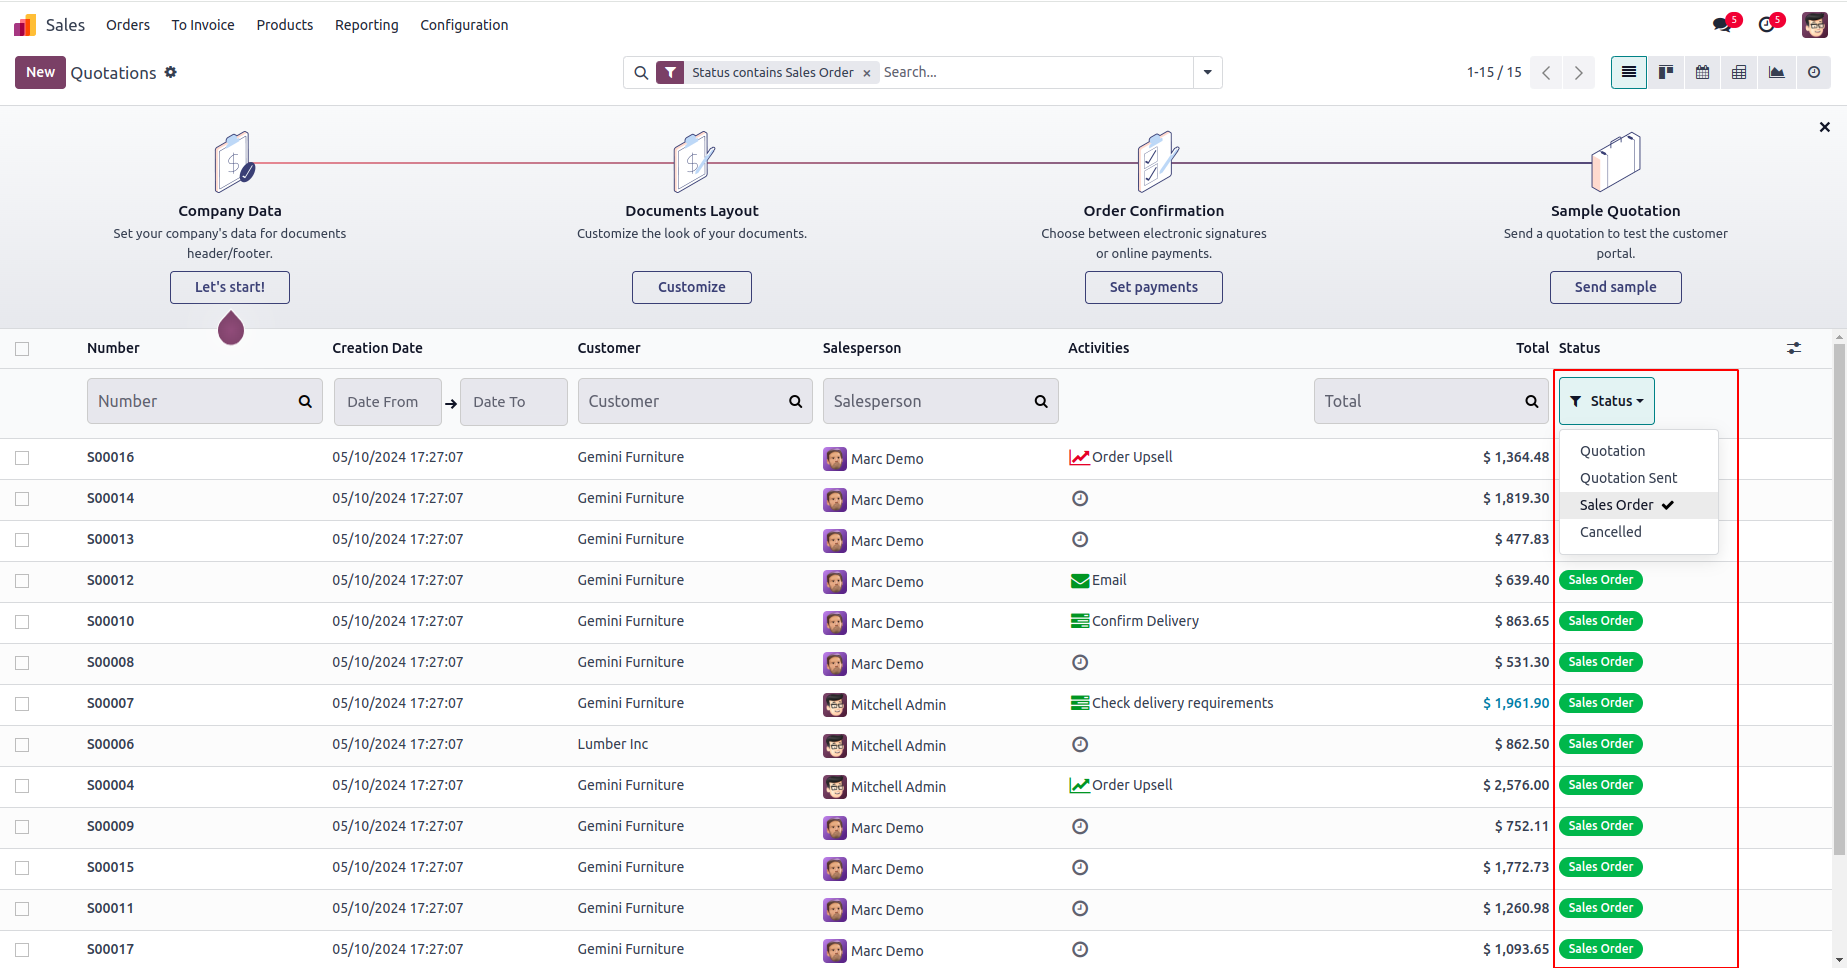 Sales Orders To Invoice Products Reporting Configuration 5 5
New Quotations Status contains Sales Order × Search... 1-15 / 15
Company Data Documents Layout Order Confirmation Sample Quotation
Set your company's data for documents Customize the look of your documents. Choose between electronic signatures Send a quotation to test the customer
header/footer. or online payments. portal.
Let's start! Customize Set payments Send sample
Number Creation Date Customer Salesperson Activities Total Status
Number Date From Date To Customer Salesperson Total Status
Quotation
Quotation Sent
Sales Order
Cancelled
S00016 05/10/2024 17:27:07 Gemini Furniture Marc Demo Order Upsell $ 1,364.48
S00014 05/10/2024 17:27:07 Gemini Furniture Marc Demo $ 1,819.30
S00013 05/10/2024 17:27:07 Gemini Furniture Marc Demo $ 477.83
S00012 05/10/2024 17:27:07 Gemini Furniture Marc Demo Email $ 639.40 Sales Order
S00010 05/10/2024 17:27:07 Gemini Furniture Marc Demo Confirm Delivery $ 863.65 Sales Order
S00008 05/10/2024 17:27:07 Gemini Furniture Marc Demo $ 531.30 Sales Order
S00007 05/10/2024 17:27:07 Gemini Furniture Mitchell Admin Check delivery requirements $ 1,961.90 Sales Order
S00006 05/10/2024 17:27:07 Lumber Inc Mitchell Admin $ 862.50 Sales Order
S00004 05/10/2024 17:27:07 Gemini Furniture Mitchell Admin Order Upsell $ 2,576.00 Sales Order
S00009 05/10/2024 17:27:07 Gemini Furniture Marc Demo $ 752.11 Sales Order
S00015 05/10/2024 17:27:07 Gemini Furniture Marc Demo $ 1,772.73 Sales Order
S00011 05/10/2024 17:27:07 Gemini Furniture Marc Demo $ 1,260.98 Sales Order
S00017 05/10/2024 17:27:07 Gemini Furniture Marc Demo $ 1,093.65 Sales Order